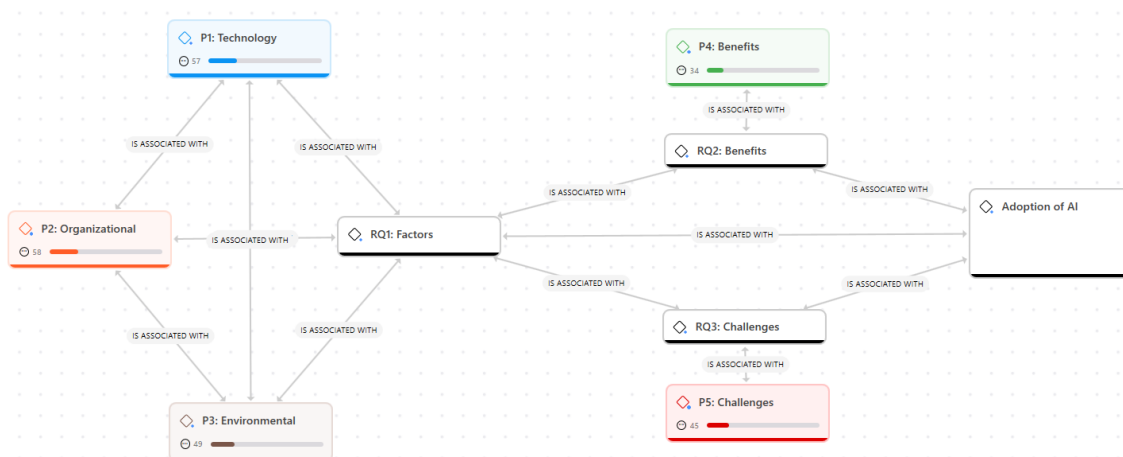 P1: Technology
57
P4: Benefits
34
IS ASSOCIATED WITH
IS ASSOCIATED WITH
IS ASSOCIATED WITH
RQ2: Benefits
IS ASSOCIATED WITH
IS ASSOCIATED WITH
Adoption of AI
P2: Organizational
58
IS ASSOCIATED WITH
RQ1: Factors
IS ASSOCIATED WITH
IS ASSOCIATED WITH
IS ASSOCIATED WITH
IS ASSOCIATED WITH
IS ASSOCIATED WITH
RQ3: Challenges
IS ASSOCIATED WITH
P3: Environmental
49
P5: Challenges
45